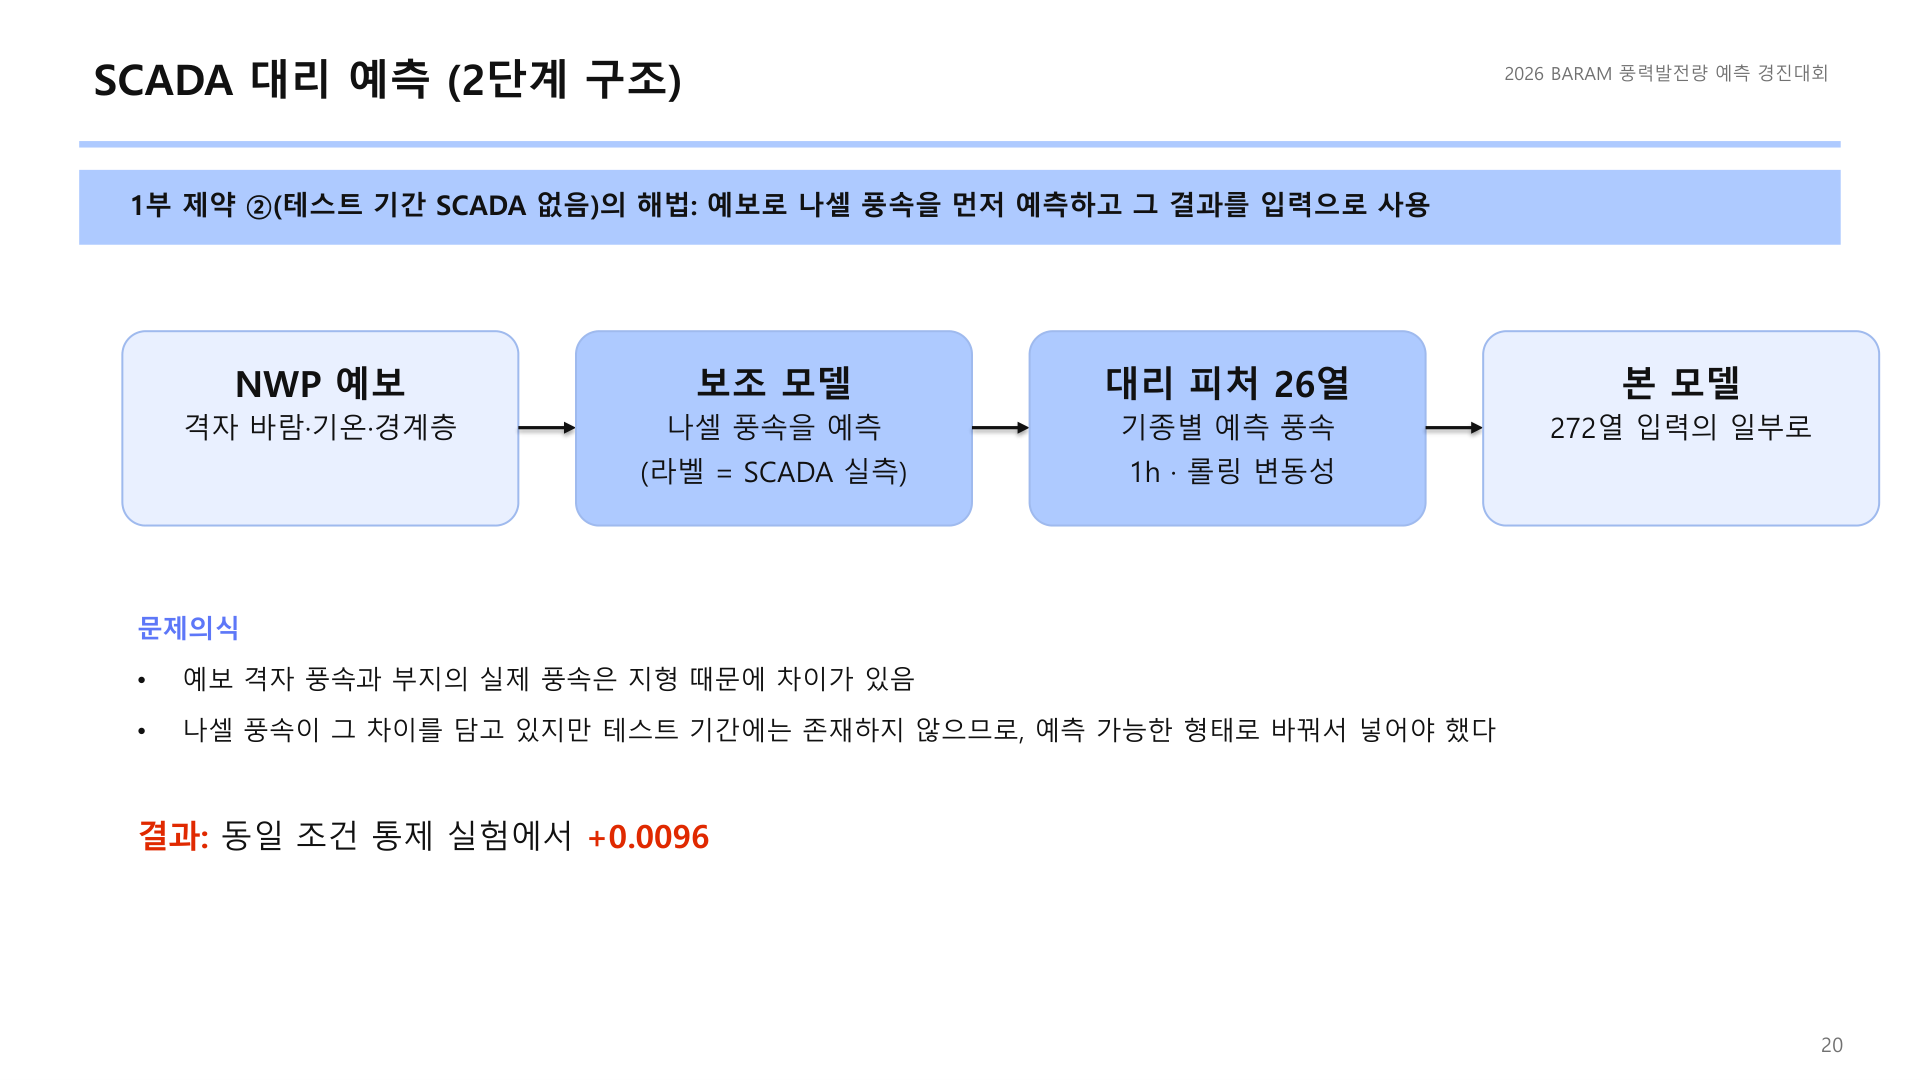 SCADA 대리 예측 (2단계 구조)
2026 BARAM 풍력발전량 예측 경진대회
1부 제약 ②(테스트 기간 SCADA 없음)의 해법: 예보로 나셀 풍속을 먼저 예측하고 그 결과를 입력으로 사용
NWP 예보
격자 바람·기온·경계층
보조 모델
나셀 풍속을 예측
(라벨 = SCADA 실측)
대리 피처 26열
기종별 예측 풍속
1h · 롤링 변동성
본 모델
272열 입력의 일부로
문제의식
• 예보 격자 풍속과 부지의 실제 풍속은 지형 때문에 차이가 있음
• 나셀 풍속이 그 차이를 담고 있지만 테스트 기간에는 존재하지 않으므로, 예측 가능한 형태로 바꿔서 넣어야 했다
결과: 동일 조건 통제 실험에서 +0.0096
20